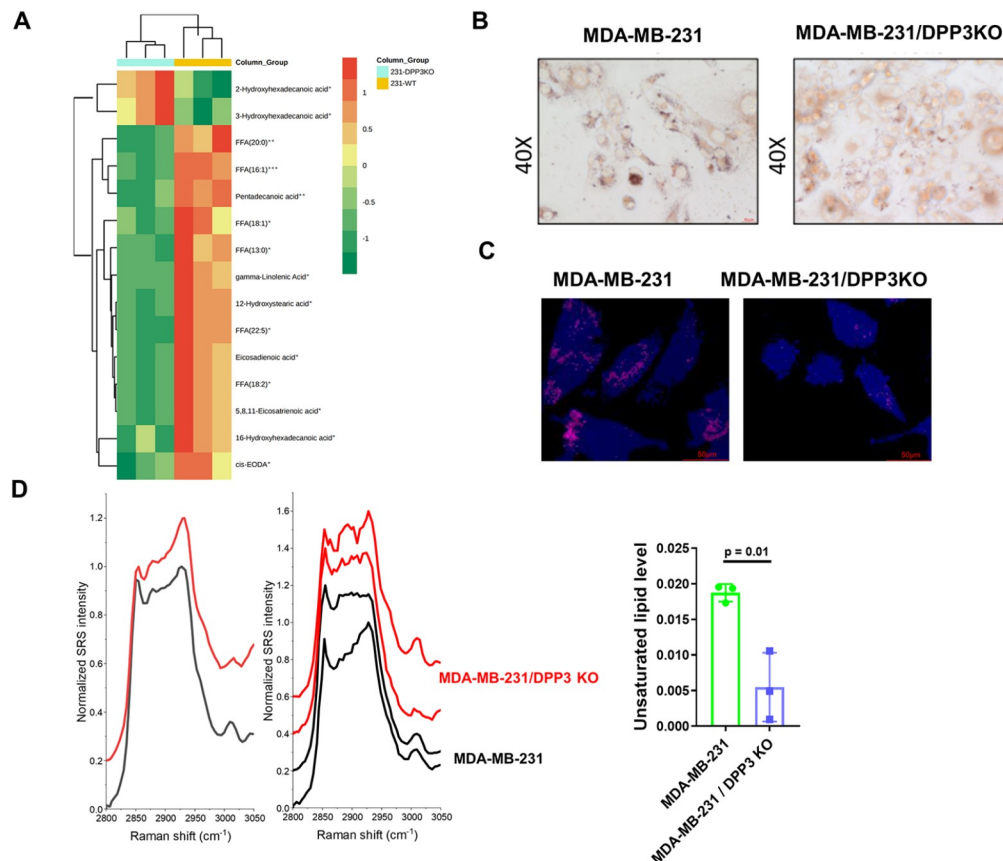 A
Column_Group
2-Hydroxyhexadecanoic acid*
3-Hydroxyhexadecanoic acid*
FFA(20:0)**
FFA(16:1)***
Pentadecanoic acid**
FFA(18:1)*
FFA(13:0)*
gamma-Linolenic Acid*
12-Hydroxystearic acid*
FFA(22:5)*
Eicosadienoic acid*
FFA(18:2)*
5,8,11-Eicosatrienoic acid*
16-Hydroxyhexadecanoic acid*
cis-EODA*
1
0.5
0
-0.5
-1
Column_Group
231-DPP3KO
231-WT
B
MDA-MB-231
MDA-MB-231/DPP3KO
40X
40X
C
MDA-MB-231
MDA-MB-231/DPP3KO
50μm
50μm
D
Normalized SRS intensity
1.2
1.0
0.8
0.6
0.4
0.2
0.0
2800 2850 2900 2950 3000 3050
Raman shift (cm-1)
Normalized SRS intensity
1.6
1.4
1.2
1.0
0.8
0.6
0.4
0.2
0.0
2800 2850 2900 2950 3000 3050
Raman shift (cm-1)
MDA-MB-231/DPP3 KO
MDA-MB-231
Unsaturated lipid level
0.025
0.020
0.015
0.010
0.005
0.000
p = 0.01
MDA-MB-231
MDA-MB-231 / DPP3 KO